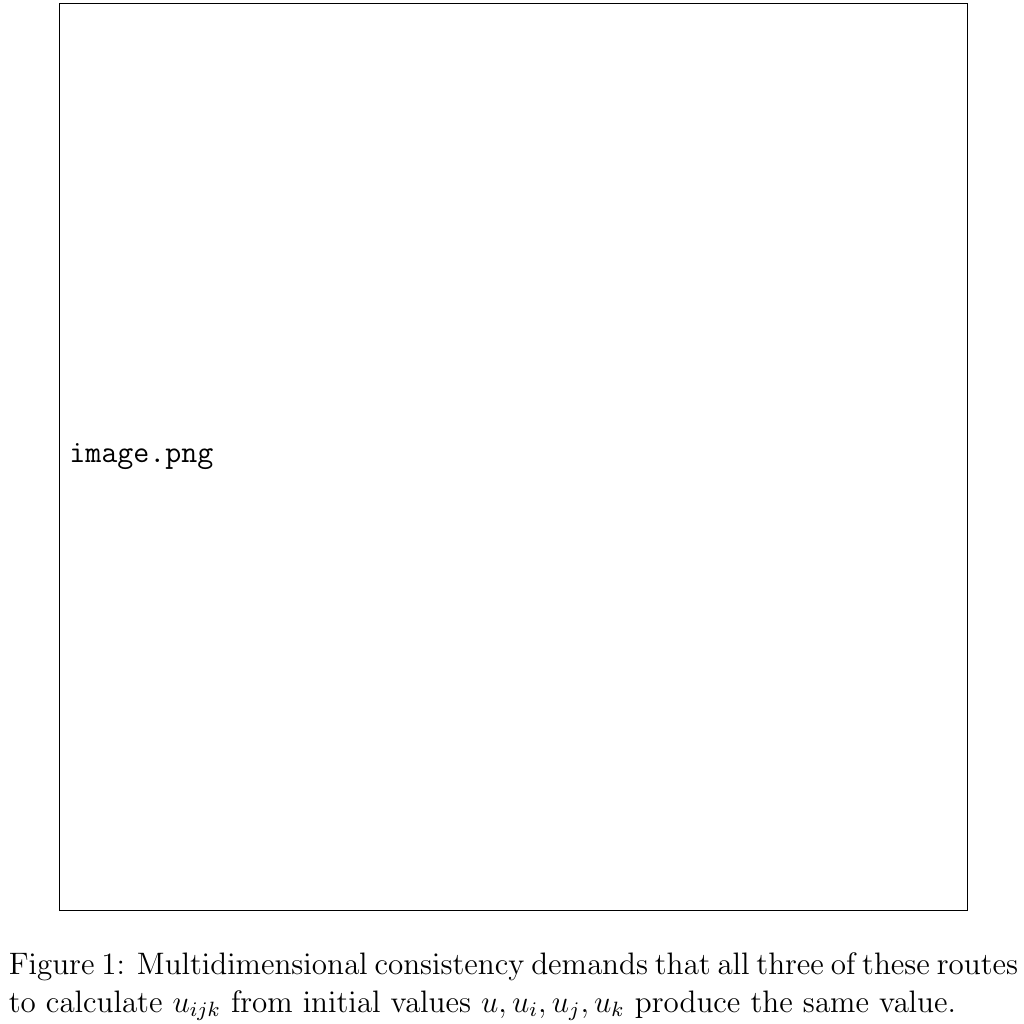 image.png
Figure 1: Multidimensional consistency demands that all three of these routes
to calculate $u_{ijk}$ from initial values $u, u_i, u_j, u_k$ produce the same value.